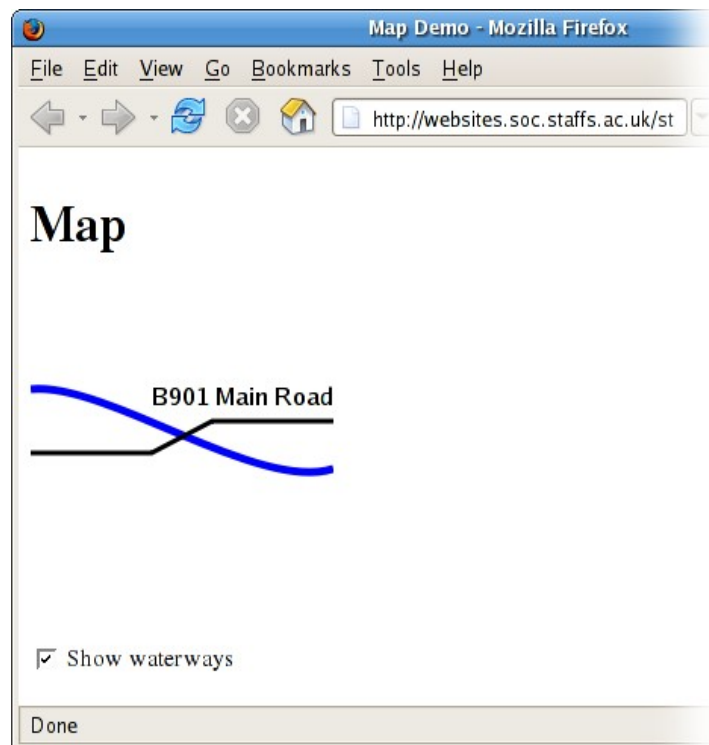 Map Demo - Mozilla Firefox
File Edit View Go Bookmarks Tools Help
http://websites.soc.staffs.ac.uk/st
Map
B901 Main Road
Show waterways
Done